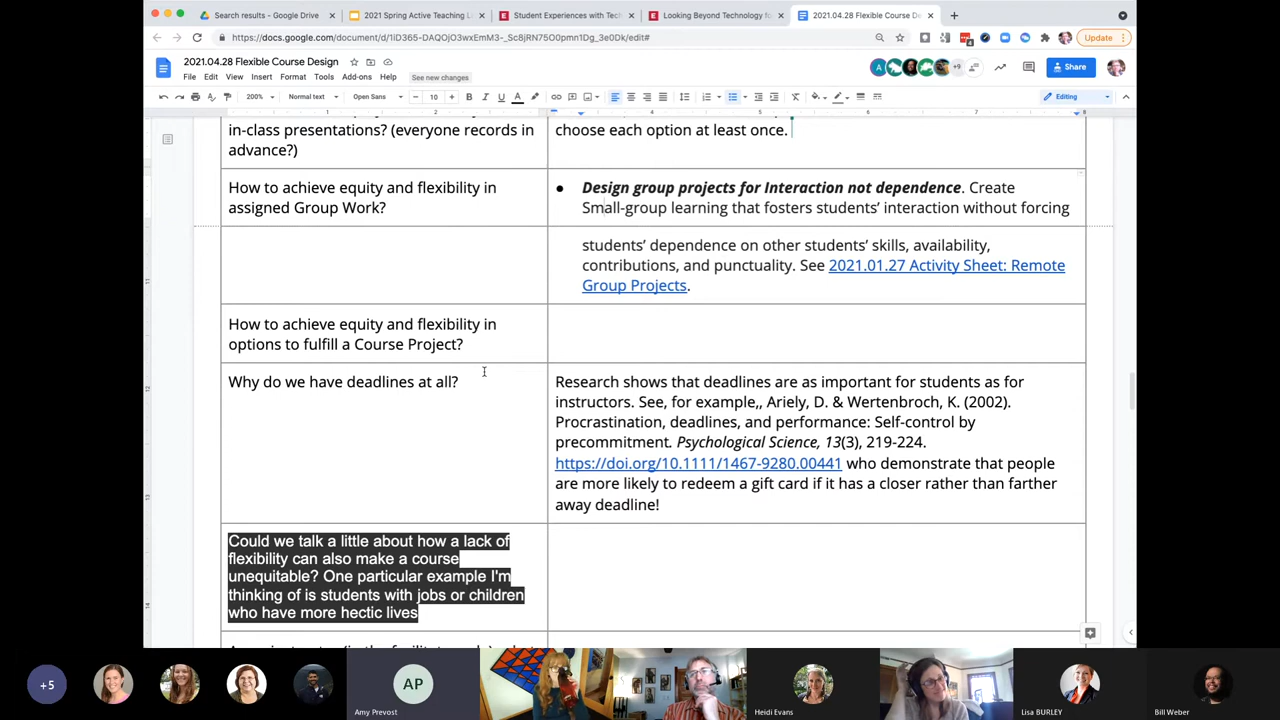 Search results – Google Drive
2021 Spring Active Teaching L
Student Experiences with Tec
Looking Beyond Technology fo
2021.04.28 Flexible Course De
https://docs.google.com/document/d/1lD365-DAQOjO3wxEmM3-_Sc8jRN75O0pmn1Dg_3e0Dk/edit#
Update
2021.04.28 Flexible Course Design
File Edit View Insert Format Tools Add-ons Help See new changes
+9
Share
200%
Normal text
Open Sans
10
Editing
in-class presentations? (everyone records in
advance?)
choose each option at least once.
How to achieve equity and flexibility in
assigned Group Work?
● Design group projects for Interaction not dependence. Create
Small-group learning that fosters students’ interaction without forcing
students’ dependence on other students’ skills, availability,
contributions, and punctuality. See 2021.01.27 Activity Sheet: Remote
Group Projects.
How to achieve equity and flexibility in
options to fulfill a Course Project?
Why do we have deadlines at all?
Research shows that deadlines are as important for students as for
instructors. See, for example,, Ariely, D. & Wertenbroch, K. (2002).
Procrastination, deadlines, and performance: Self-control by
precommitment. Psychological Science, 13(3), 219-224.
https://doi.org/10.1111/1467-9280.00441 who demonstrate that people
are more likely to redeem a gift card if it has a closer rather than farther
away deadline!
Could we talk a little about how a lack of
flexibility can also make a course
unequitable? One particular example I'm
thinking of is students with jobs or children
who have more hectic lives
+5
AP
Amy Prevost
Heidi Evans
Lisa BURLEY
Bill Weber